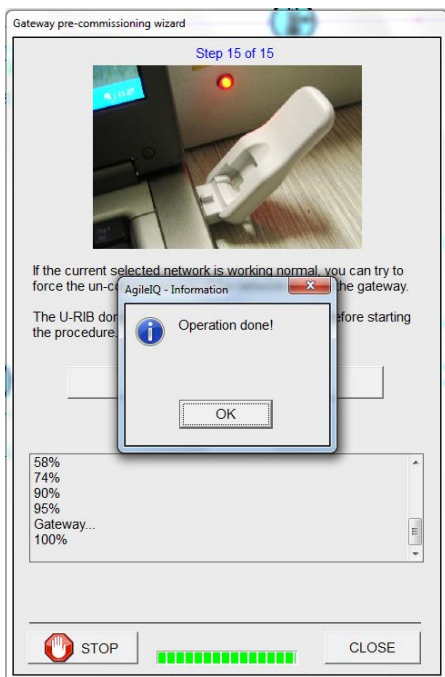 Gateway pre-commissioning wizard
Step 15 of 15
If the current selected network is working normal, you can try to
force the un-co the gateway.
The U-RIB don efore starting
the procedure.
AgileIQ - Information
Operation done!
OK
58%
74%
90%
95%
Gateway...
100%
STOP
CLOSE